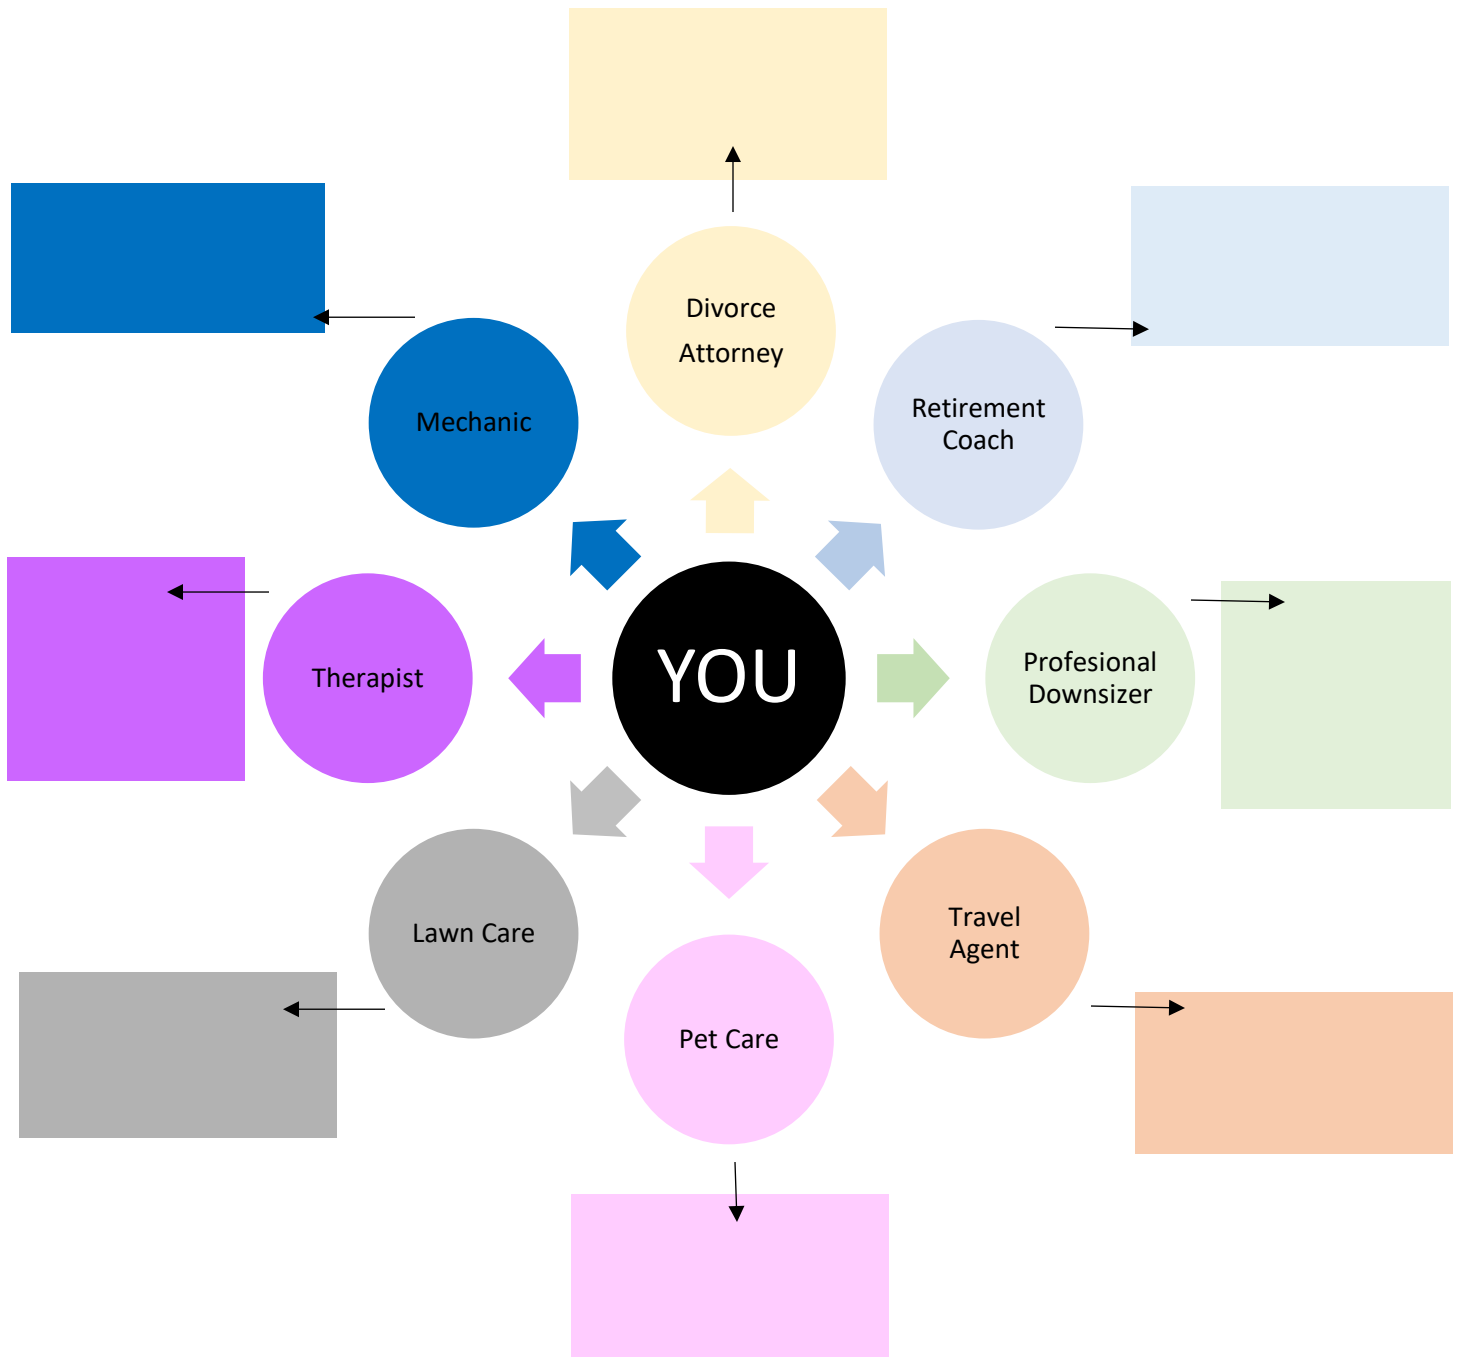 Divorce
Attorney
Retirement
Coach
Mechanic
YOU
Therapist
Profesional
Downsizer
Lawn Care
Travel
Agent
Pet Care